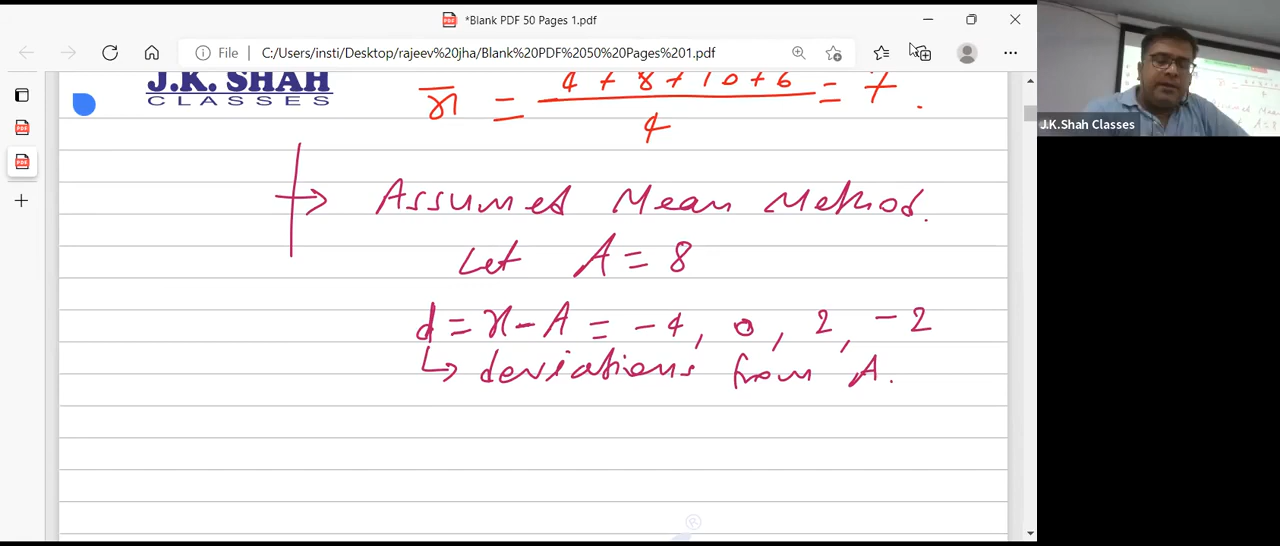 *Blank PDF 50 Pages 1.pdf
File C:/Users/insti/Desktop/rajeev%20jha/Blank%20PDF%2050%20Pages%201.pdf
J.K. SHAH
CLASSES
x̄ = 4 + 8 + 10 + 6 / 4 = 7.
Assumed Mean Method.
Let A = 8
d = x - A = -4, 0, 2, -2
↳ deviations from A.
J.K.Shah Classes